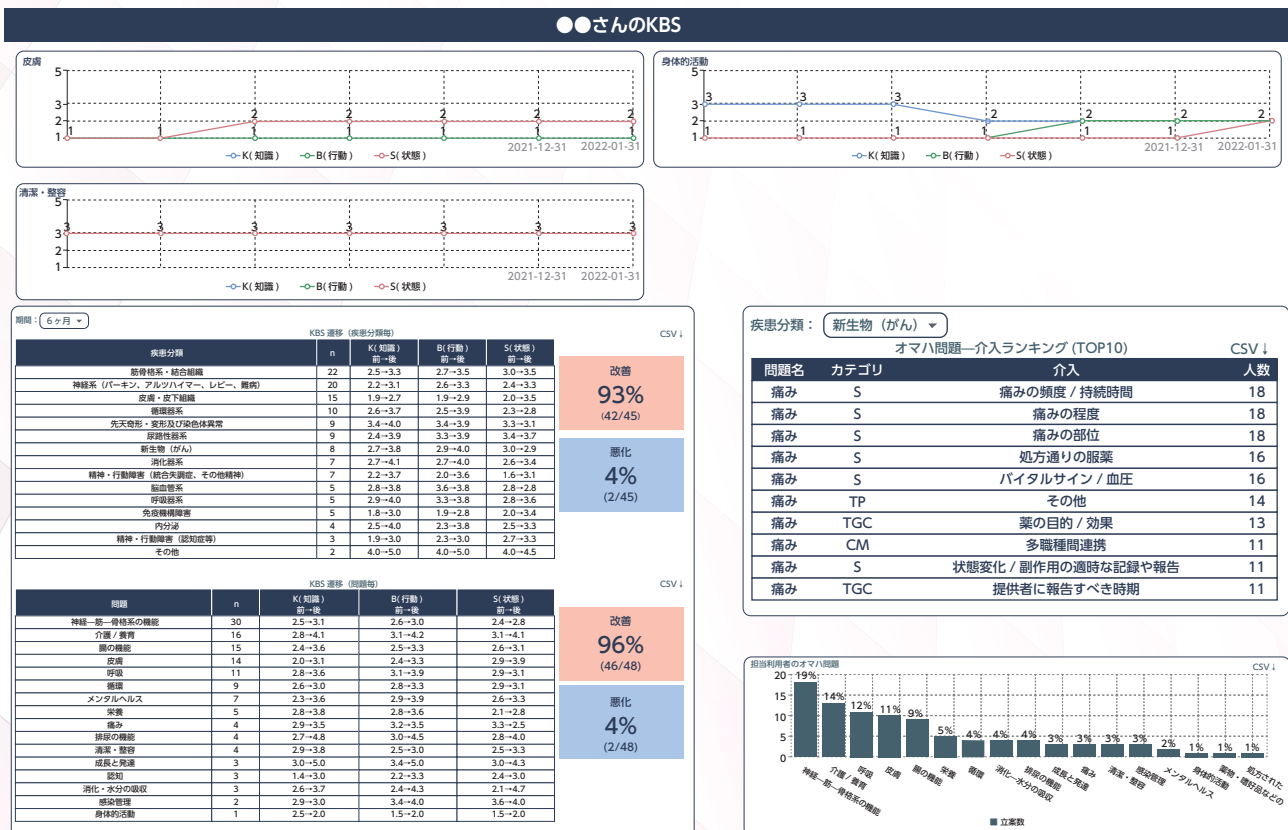 ●●さんのKBS
皮膚
5
3
2
1
1 1 2 2 2 2 2
1 1 1 1 1
2021-12-31 2022-01-31
K( 知識 ) B( 行動 ) S( 状態 )
身体的活動
5
3
2
1
3 3 3 2 2 2 2
1 1 1 1 1 1
2021-12-31 2022-01-31
K( 知識 ) B( 行動 ) S( 状態 )
清潔・整容
5
3
2
1
3 3 3 3 3 3 3
2021-12-31 2022-01-31
K( 知識 ) B( 行動 ) S( 状態 )
期間： 6ヶ月
KBS 遷移（疾患分類毎） CSV↓
疾患分類 n K( 知識 ) 前→後 B( 行動 ) 前→後 S( 状態 ) 前→後
筋骨格系・結合組織 22 2.5→3.3 2.7→3.5 3.0→3.5
神経系（パーキン、アルツハイマー、レビー、難病） 20 2.2→3.1 2.6→3.3 2.4→3.3
皮膚・皮下組織 15 1.9→2.7 1.9→2.9 2.0→3.5
循環器系 10 2.6→3.7 2.5→3.9 2.3→2.8
先天奇形・変形及び染色体異常 9 3.4→4.0 3.4→3.9 3.3→3.1
尿路性器系 9 2.4→3.9 3.3→3.9 3.4→3.7
新生物（がん） 8 2.7→3.8 2.9→4.0 3.0→2.9
消化器系 7 2.7→4.1 2.7→4.0 2.6→3.4
精神・行動障害（統合失調症、その他精神） 7 2.2→3.7 2.0→3.6 1.6→3.1
脳血管系 5 2.8→3.8 3.6→3.8 2.8→2.8
呼吸器系 5 2.9→4.0 3.3→3.8 2.8→3.6
免疫機構障害 5 1.8→3.0 1.9→2.8 2.0→3.4
内分泌 4 2.5→4.0 2.3→3.8 2.5→3.3
精神・行動障害（認知症等） 3 1.9→3.0 2.3→3.0 2.7→3.3
その他 2 4.0→5.0 4.0→5.0 4.0→4.5
改善
93%
(42/45)
悪化
4%
(2/45)
KBS 遷移（問題毎） CSV↓
問題 n K( 知識 ) 前→後 B( 行動 ) 前→後 S( 状態 ) 前→後
神経―筋―骨格系の機能 30 2.5→3.1 2.6→3.0 2.4→2.8
介護 / 養育 16 2.8→4.1 3.1→4.2 3.1→4.1
腸の機能 15 2.4→3.6 2.5→3.3 2.6→3.1
皮膚 14 2.0→3.1 2.4→3.3 2.9→3.9
呼吸 11 2.8→3.6 3.1→3.9 2.9→3.1
循環 9 2.6→3.0 2.8→3.3 2.9→3.1
メンタルヘルス 7 2.3→3.6 2.9→3.9 2.6→3.3
栄養 5 2.8→3.8 2.8→3.6 2.1→2.8
痛み 4 2.9→3.5 3.2→3.5 3.3→2.5
排尿の機能 4 2.7→4.8 3.0→4.5 2.8→4.0
清潔・整容 4 2.9→3.8 2.5→3.0 2.5→3.3
成長と発達 3 3.0→5.0 3.4→5.0 3.0→4.3
認知 3 1.4→3.0 2.2→3.3 2.4→3.0
消化・水分の吸収 3 2.6→3.7 2.4→4.3 2.1→4.7
感染管理 2 2.9→3.0 3.4→4.0 3.6→4.0
身体的活動 1 2.5→2.0 1.5→2.0 1.5→2.0
改善
96%
(46/48)
悪化
4%
(2/48)
疾患分類： 新生物（がん）
オマハ問題―介入ランキング (TOP10) CSV↓
問題名 カテゴリ 介入 人数
痛み S 痛みの頻度 / 持続時間 18
痛み S 痛みの程度 18
痛み S 痛みの部位 18
痛み S 処方通りの服薬 16
痛み S バイタルサイン / 血圧 16
痛み TP その他 14
痛み TGC 薬の目的 / 効果 13
痛み CM 多職種間連携 11
痛み S 状態変化 / 副作用の適時な記録や報告 11
痛み TGC 提供者に報告すべき時期 11
担当利用者のオマハ問題 CSV↓
20
15
10
5
0
19% 14% 12% 11% 9% 5% 4% 4% 4% 3% 3% 3% 3% 2% 1% 1% 1%
神経―筋―骨格系の機能
介護 / 養育
呼吸
皮膚
腸の機能
栄養
循環
消化―水分の吸収
排尿の機能
成長と発達
痛み
清潔・整容
感染管理
メンタルヘルス
身体的活動
薬物・嗜好品などの
処方された
立案数